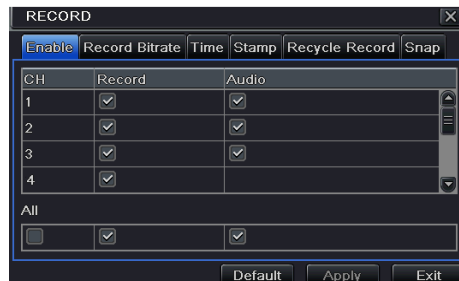 RECORD
Enable Record Bitrate Time Stamp Recycle Record Snap
CH Record Audio
1
2
3
4
All
Default Apply Exit